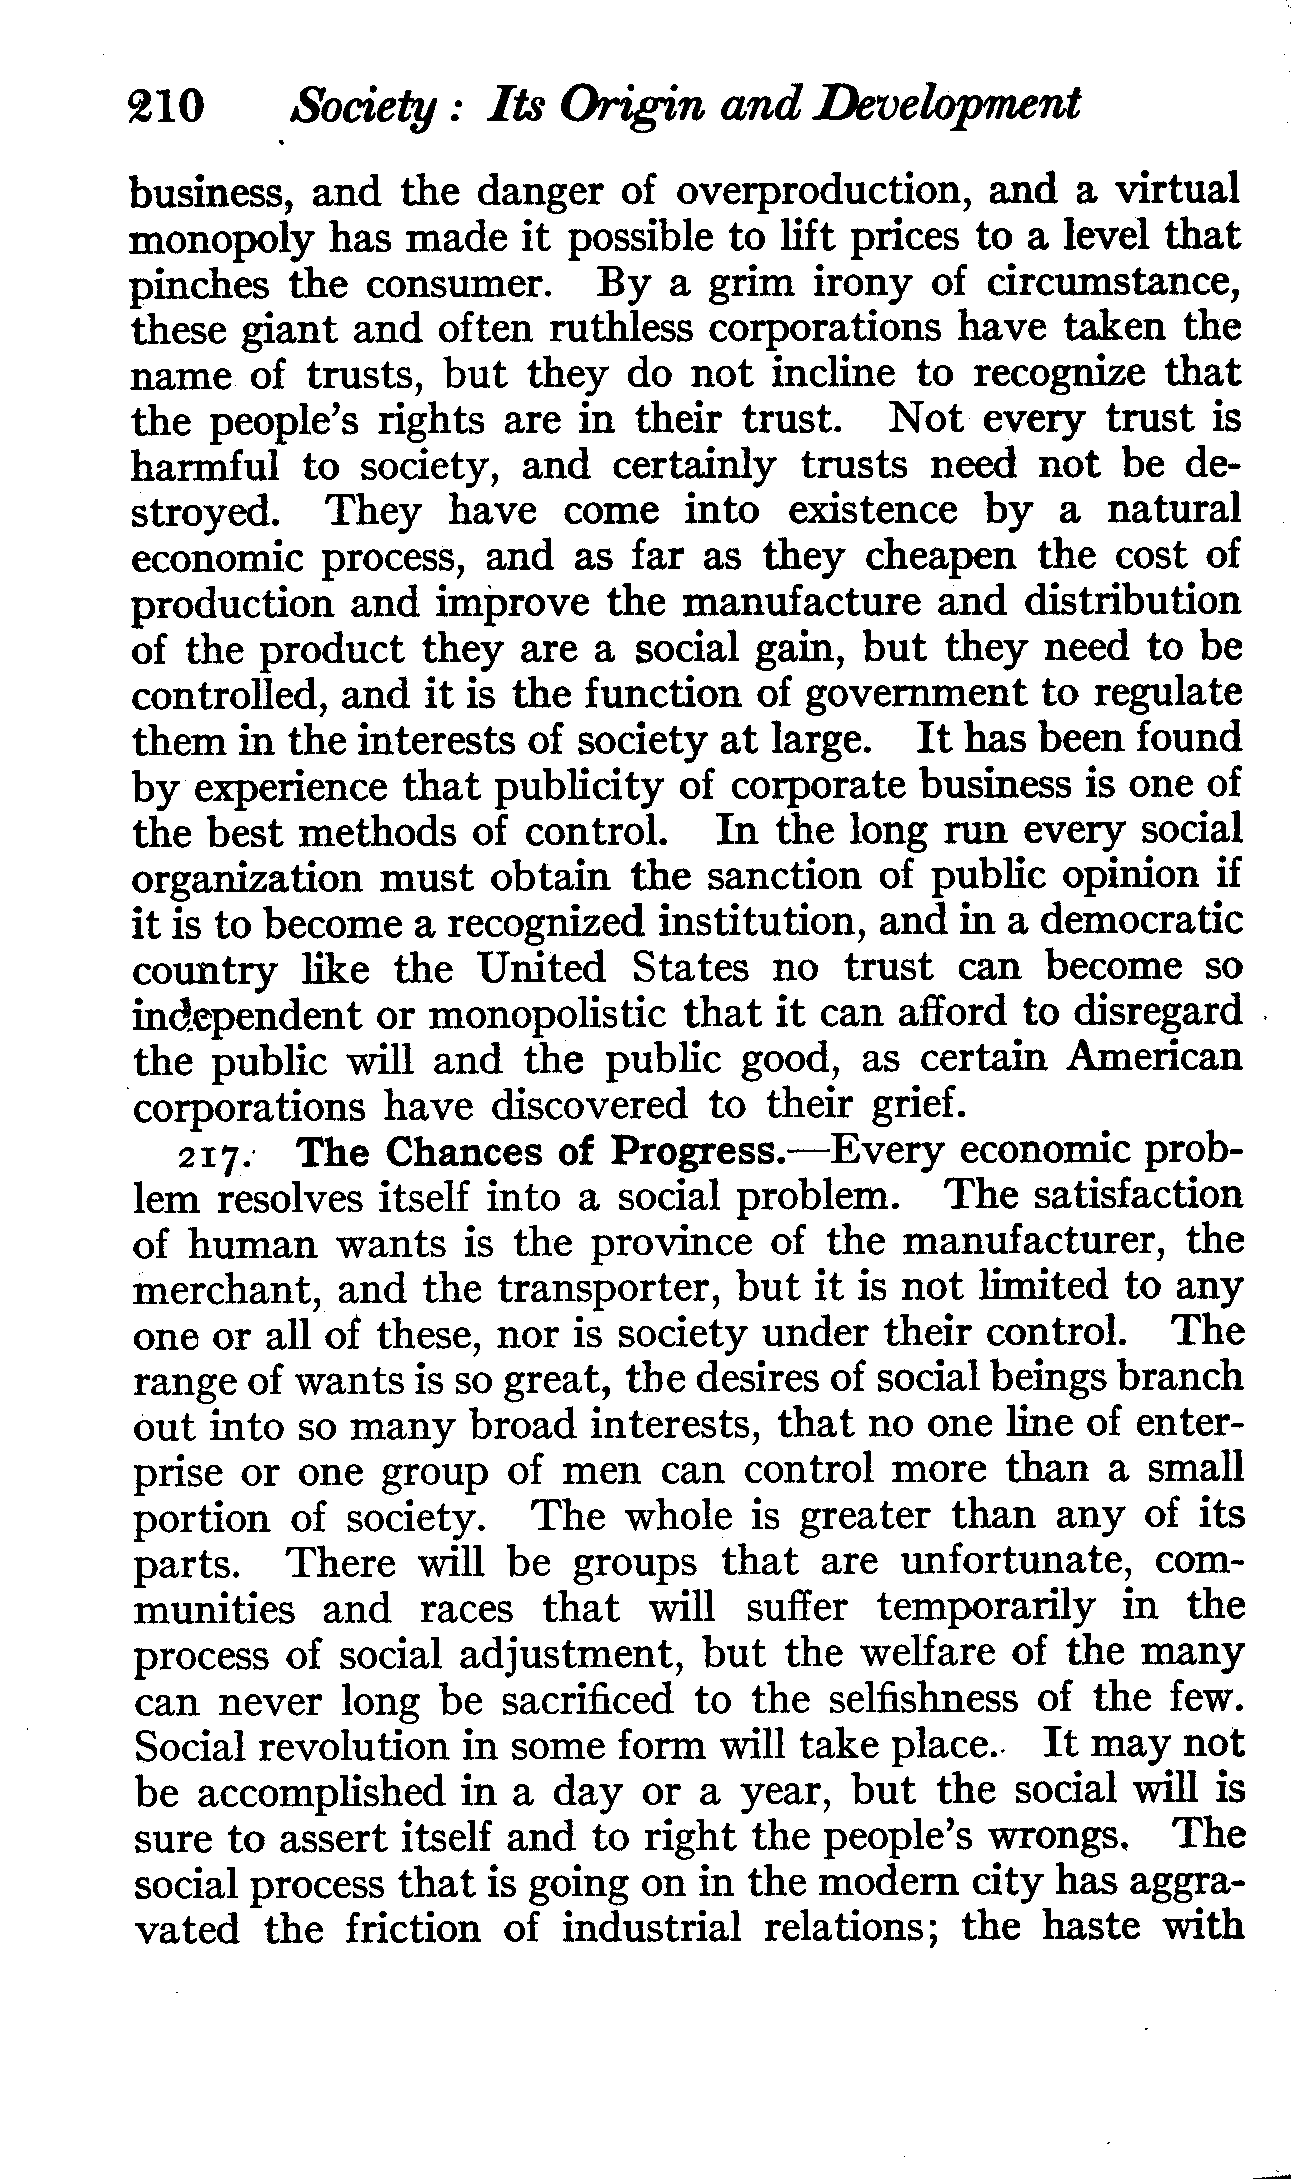 210 Society : Its Origin and Development
business, and the danger of overproduction, and a virtual
monopoly has made it possible to lift prices to a level that
pinches the consumer. By a grim irony of circumstance,
these giant and often ruthless corporations have taken the
name of trusts, but they do not incline to recognize that
the people's rights are in their trust. Not every trust is
harmful to society, and certainly trusts need not be de-
stroyed. They have come into existence by a natural
economic process, and as far as they cheapen the cost of
production and improve the manufacture and distribution
of the product they are a social gain, but they need to be
controlled, and it is the function of government to regulate
them in the interests of society at large. It has been found
by experience that publicity of corporate business is one of
the best methods of control. In the long run every social
organization must obtain the sanction of public opinion if
it is to become a recognized institution, and in a democratic
country like the United States no trust can become so
independent or monopolistic that it can afford to disregard
the public will and the public good, as certain American
corporations have discovered to their grief.
217. The Chances of Progress.—Every economic prob-
lem resolves itself into a social problem. The satisfaction
of human wants is the province of the manufacturer, the
merchant, and the transporter, but it is not limited to any
one or all of these, nor is society under their control. The
range of wants is so great, the desires of social beings branch
out into so many broad interests, that no one line of enter-
prise or one group of men can control more than a small
portion of society. The whole is greater than any of its
parts. There will be groups that are unfortunate, com-
munities and races that will suffer temporarily in the
process of social adjustment, but the welfare of the many
can never long be sacrificed to the selfishness of the few.
Social revolution in some form will take place. It may not
be accomplished in a day or a year, but the social will is
sure to assert itself and to right the people's wrongs. The
social process that is going on in the modern city has aggra-
vated the friction of industrial relations; the haste with